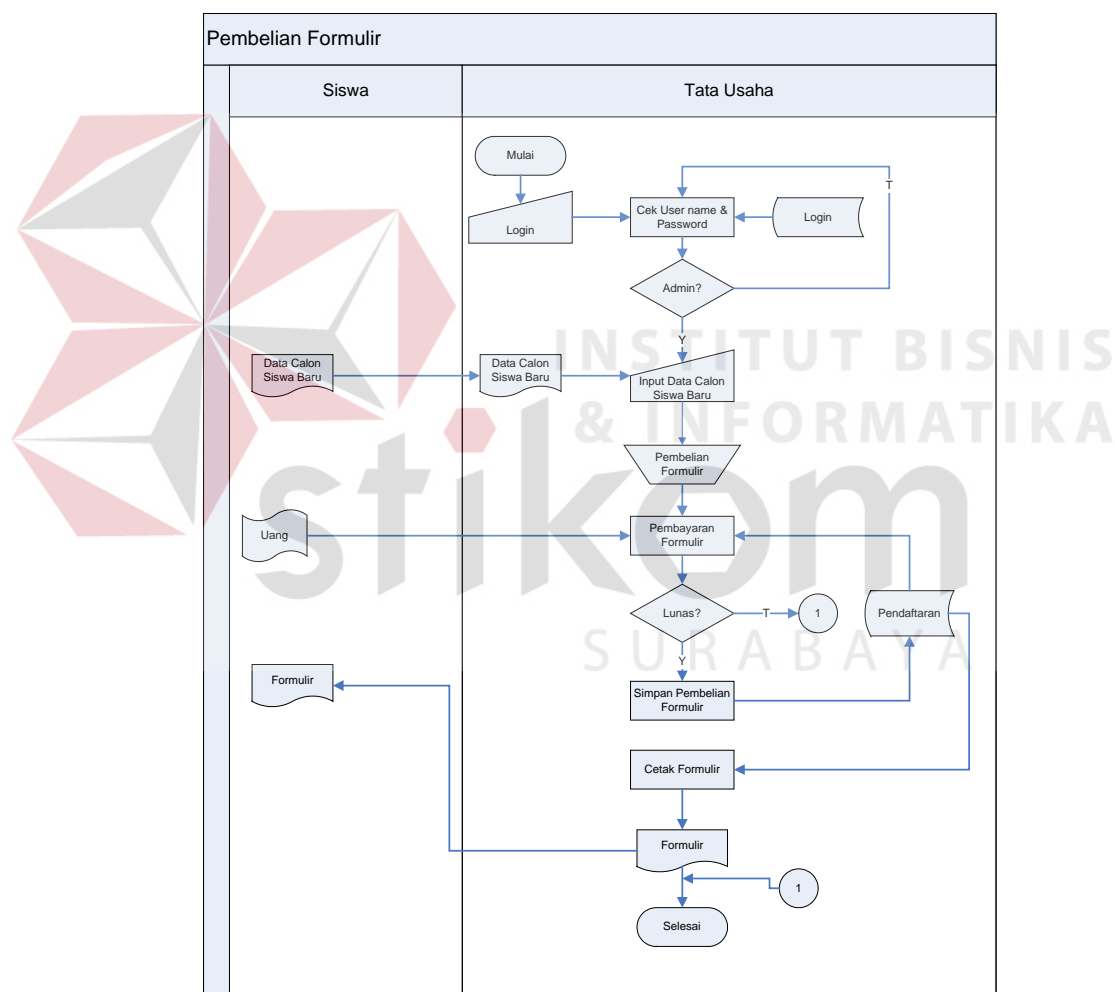 Pembelian Formulir
Siswa
Tata Usaha
Mulai
T
Login
Cek User name &
Password
Login
Admin?
Y
Data Calon
Siswa Baru
Data Calon
Siswa Baru
Input Data Calon
Siswa Baru
Pembelian
Formulir
Uang
Pembayaran
Formulir
Lunas?
T
1
Pendaftaran
Y
Formulir
Simpan Pembelian
Formulir
Cetak Formulir
Formulir
1
Selesai
INSTITUT BISNIS
& INFORMATIKA
stikom
SURABAYA